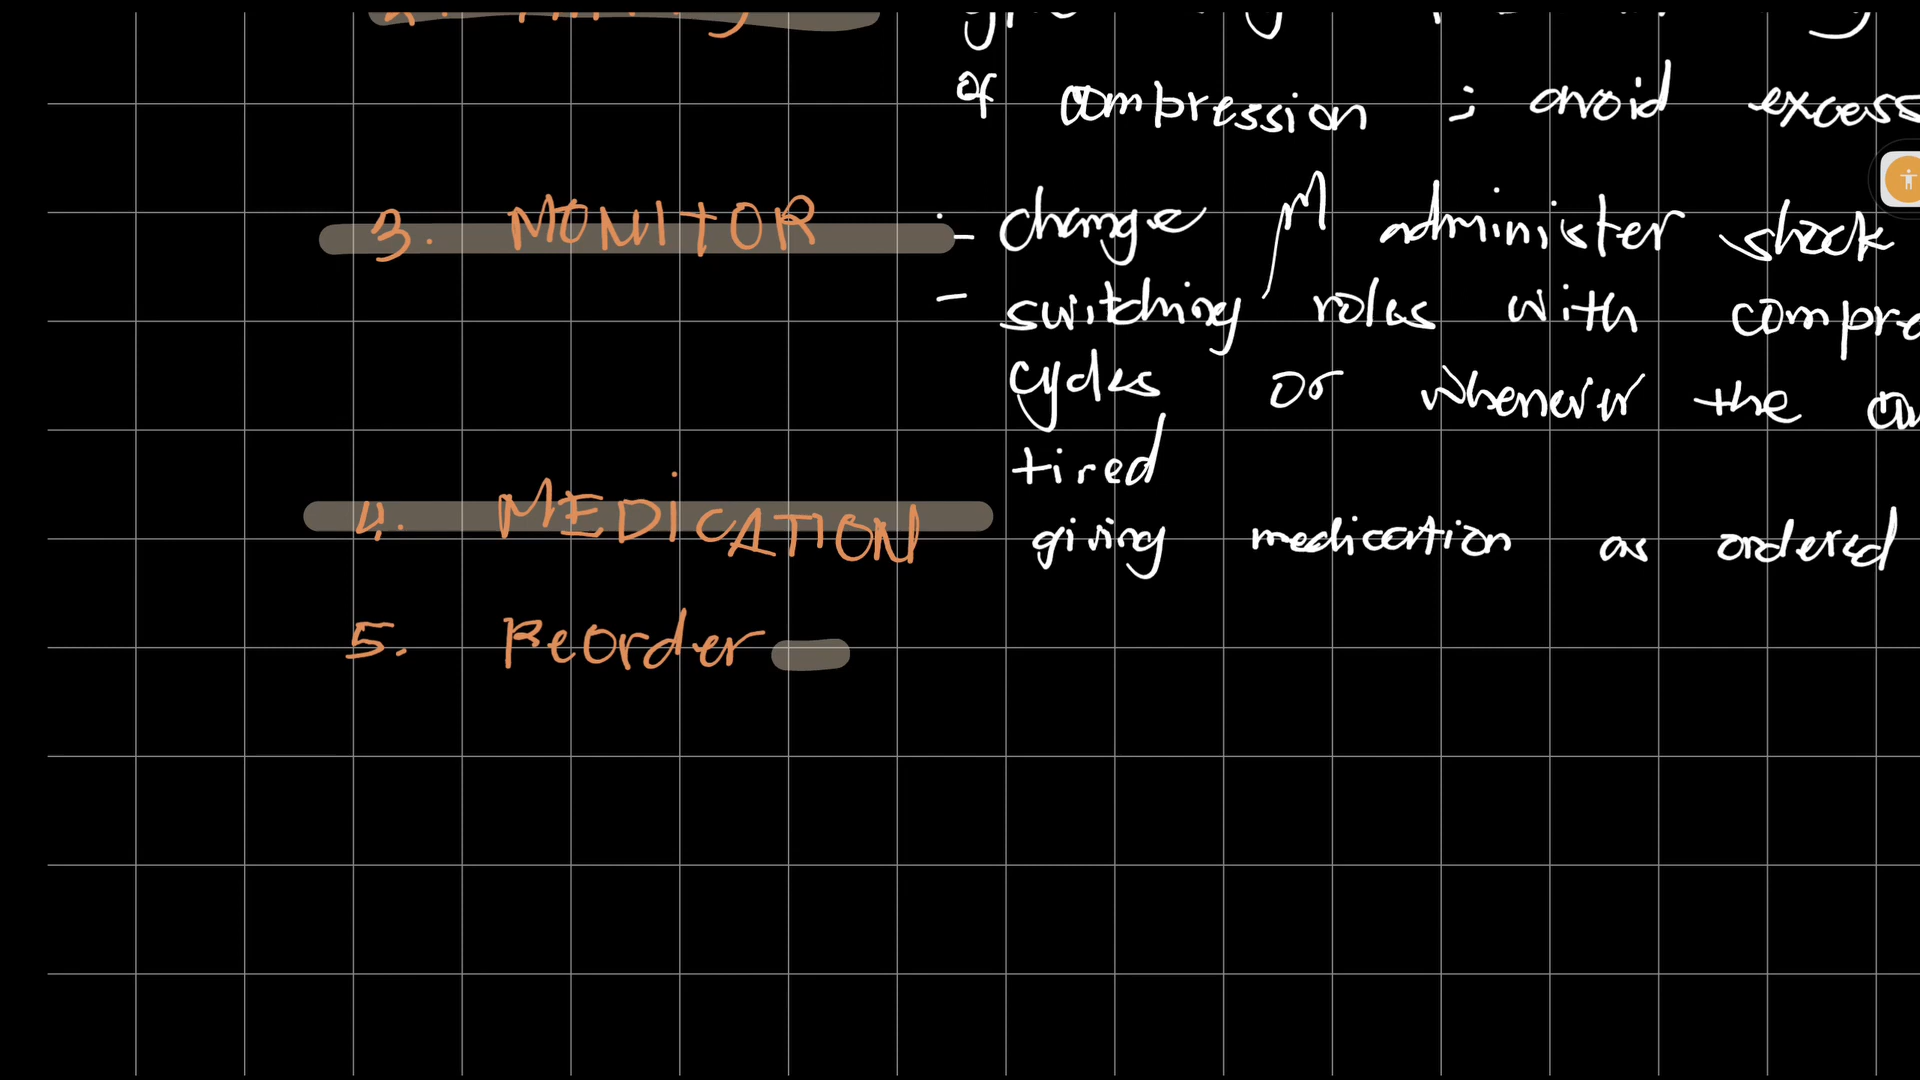 of compression ; avoid excess
3. MONITOR - change / administer shock
- switching roles with compre
cycles or whenever the
tired
4. MEDICATION giving medication as ordered
5. Reorder